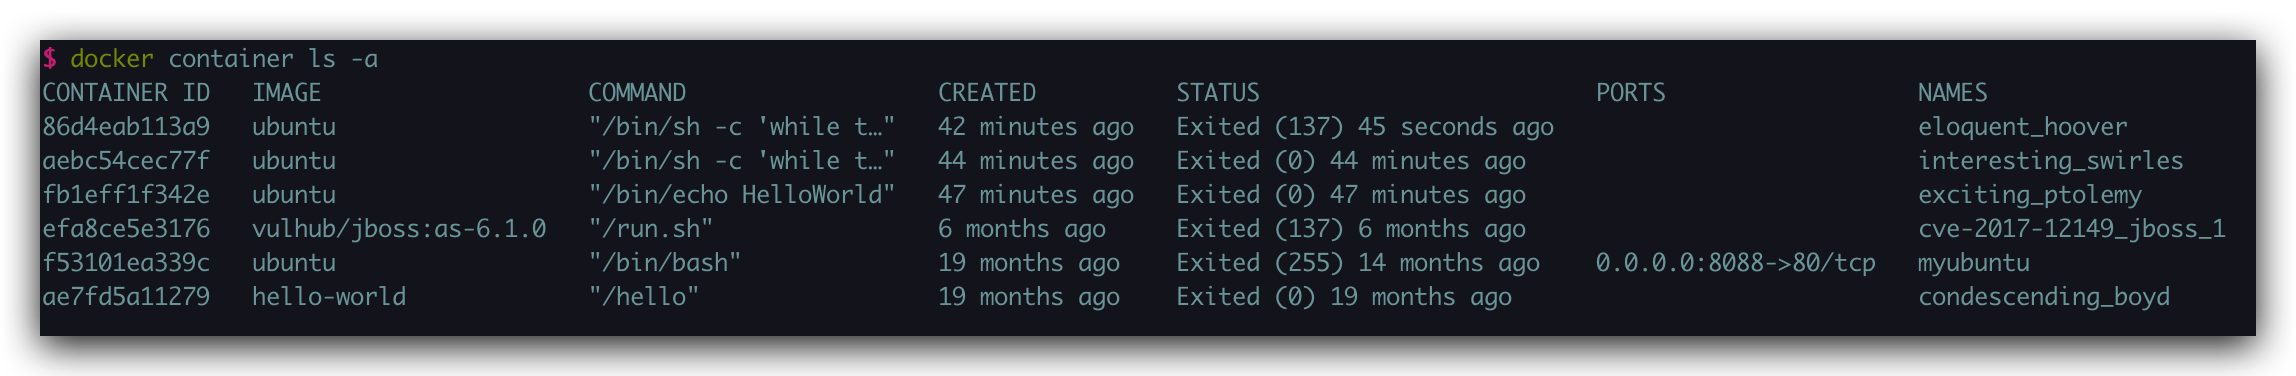 $ docker container ls -a
CONTAINER ID   IMAGE                   COMMAND                  CREATED          STATUS                        PORTS                  NAMES
86d4eab113a9   ubuntu                  "/bin/sh -c 'while t…"   42 minutes ago   Exited (137) 45 seconds ago                          eloquent_hoover
aebc54cec77f   ubuntu                  "/bin/sh -c 'while t…"   44 minutes ago   Exited (0) 44 minutes ago                            interesting_swirles
fb1eff1f342e   ubuntu                  "/bin/echo HelloWorld"   47 minutes ago   Exited (0) 47 minutes ago                            exciting_ptolemy
efa8ce5e3176   vulhub/jboss:as-6.1.0   "/run.sh"                6 months ago     Exited (137) 6 months ago                            cve-2017-12149_jboss_1
f53101ea339c   ubuntu                  "/bin/bash"              19 months ago    Exited (255) 14 months ago    0.0.0.0:8088->80/tcp   myubuntu
ae7fd5a11279   hello-world             "/hello"                 19 months ago    Exited (0) 19 months ago                             condescending_boyd